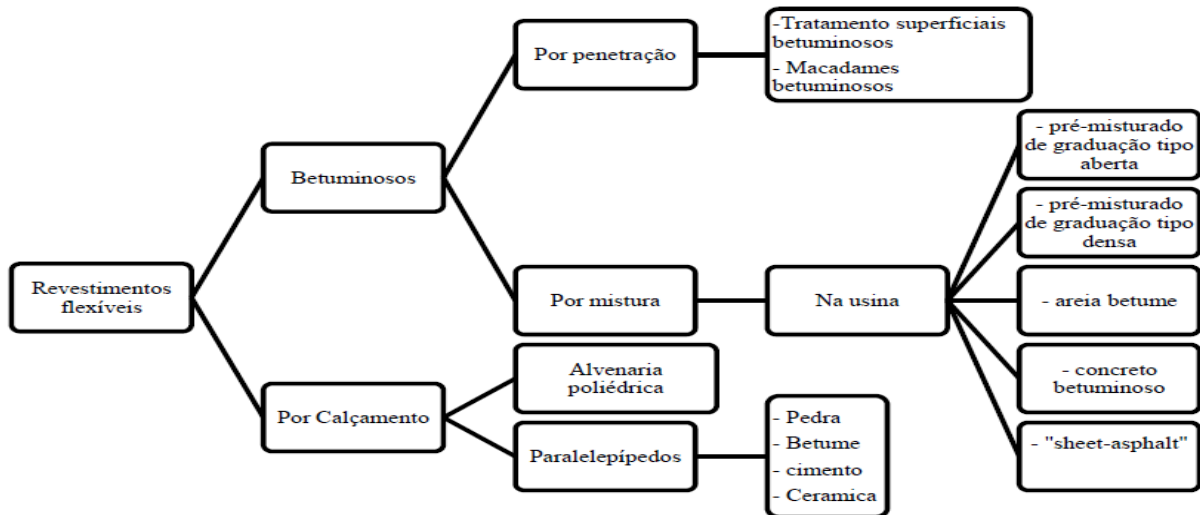 Revestimentos
flexíveis
Betuminosos
Por penetração
-Tratamento superficiais
betuminosos
- Macadames
betuminosos
Por mistura
Na usina
- pré-misturado
de graduação tipo
aberta
- pré-misturado
de graduação tipo
densa
- areia betume
- concreto
betuminoso
- "sheet-asphalt"
Por Calçamento
Alvenaria
poliédrica
Paralelepípedos
- Pedra
- Betume
- cimento
- Ceramica